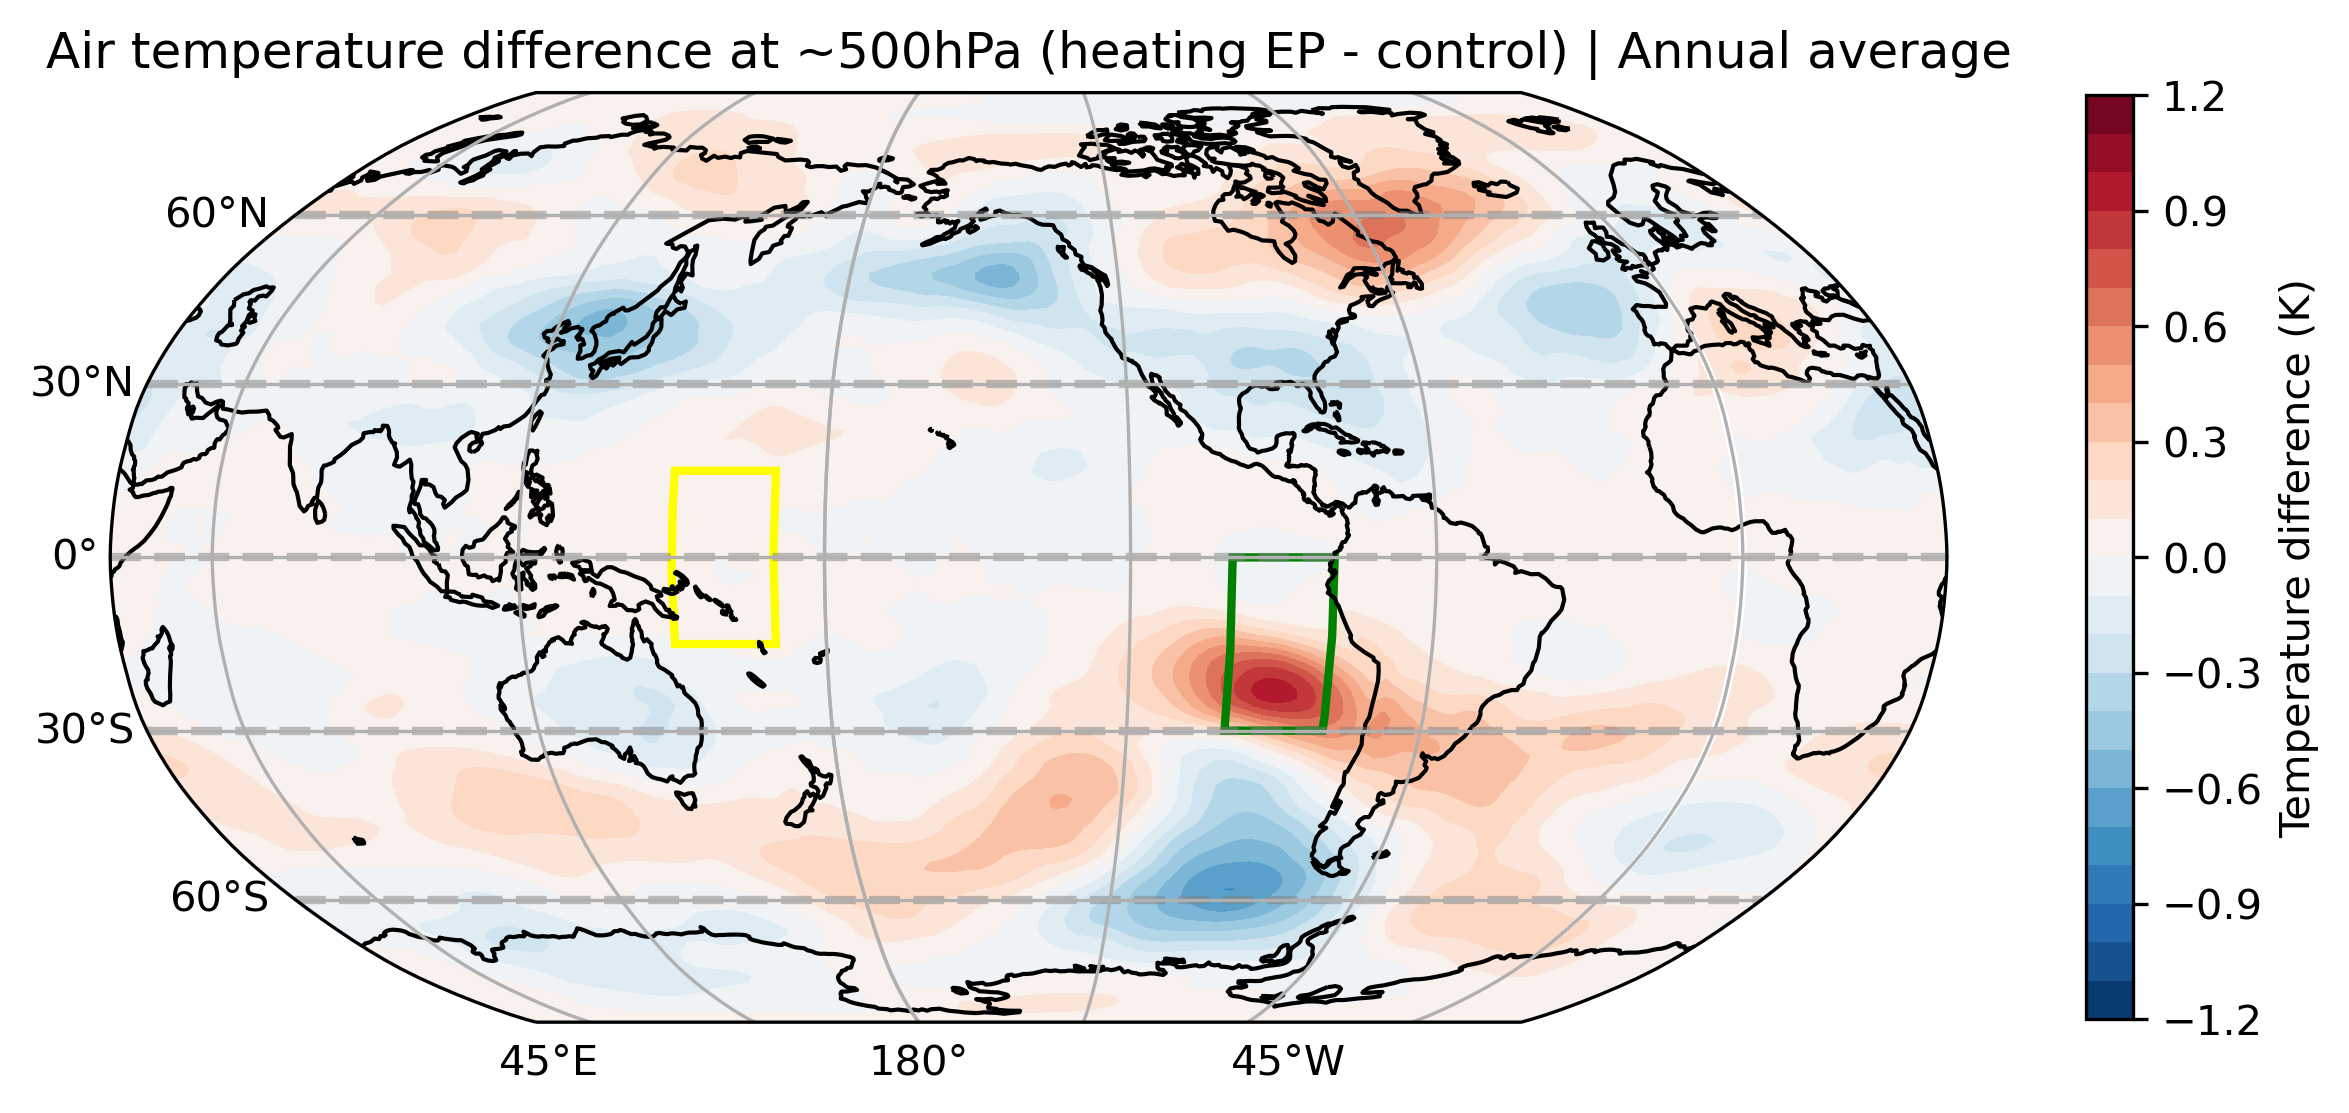 Air temperature difference at ~500hPa (heating EP - control) | Annual average
60°N
30°N
0°
30°S
60°S
45°E
180°
45°W
1.2
0.9
0.6
0.3
0.0
−0.3
−0.6
−0.9
−1.2
Temperature difference (K)